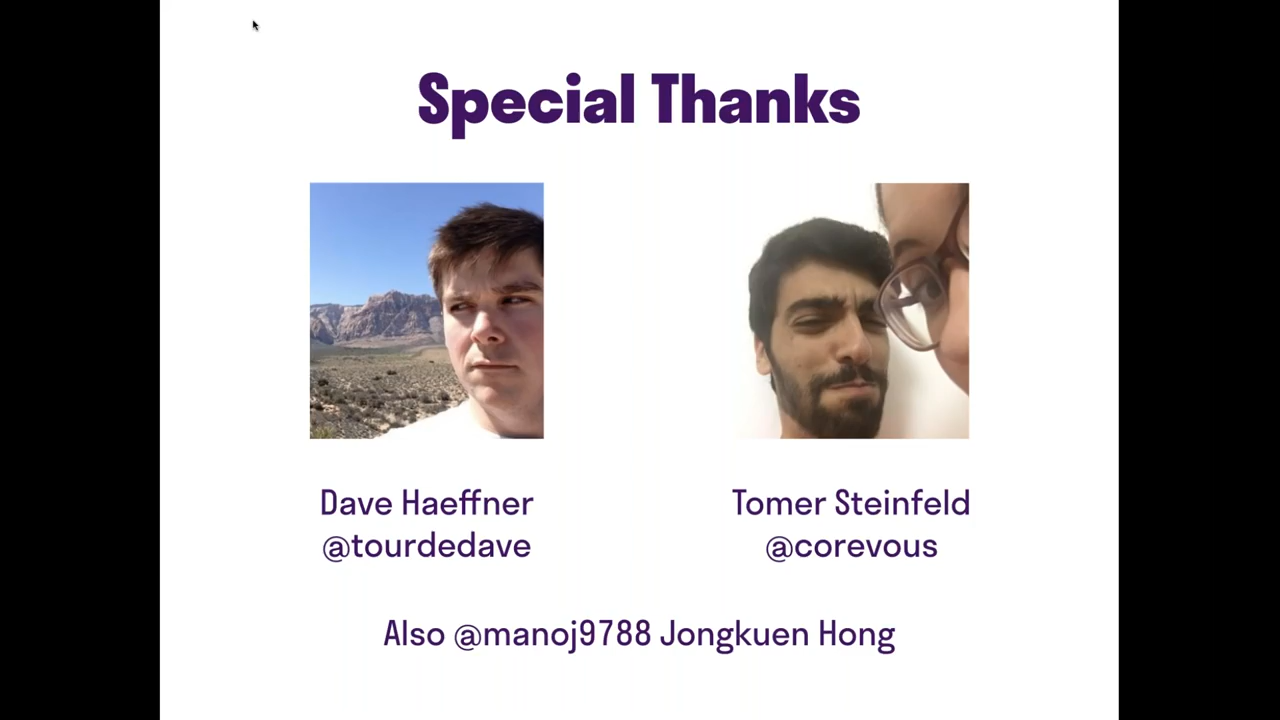 Special Thanks
Dave Haeffner
@tourdedave
Tomer Steinfeld
@corevous
Also @manoj9788 Jongkuen Hong